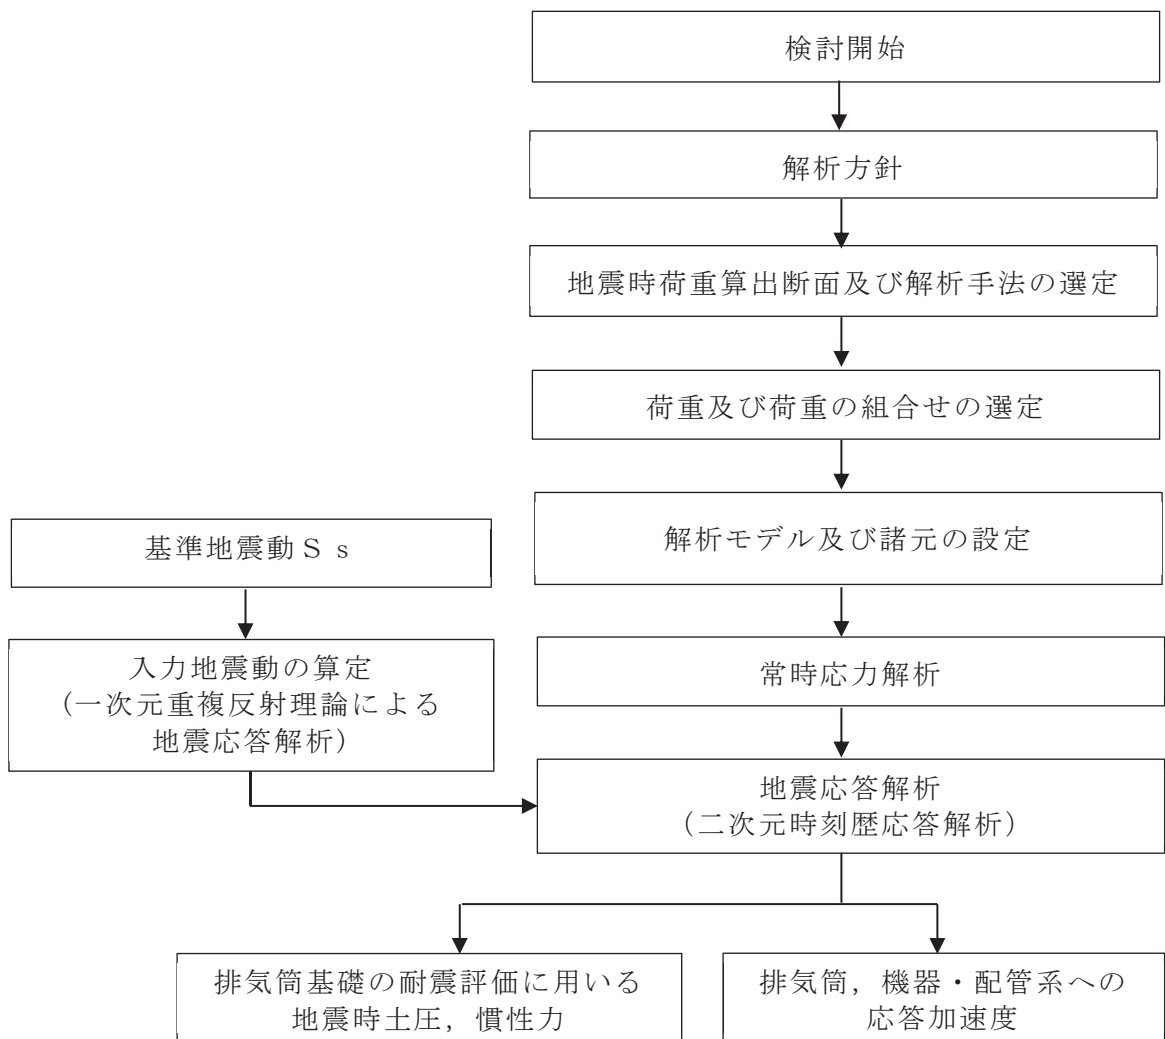 検討開始
解析方針
地震時荷重算出断面及び解析手法の選定
荷重及び荷重の組合せの選定
解析モデル及び諸元の設定
基準地震動Ｓｓ
入力地震動の算定
（一次元重複反射理論による
地震応答解析）
常時応力解析
地震応答解析
（二次元時刻歴応答解析）
排気筒基礎の耐震評価に用いる
地震時土圧，慣性力
排気筒，機器・配管系への
応答加速度